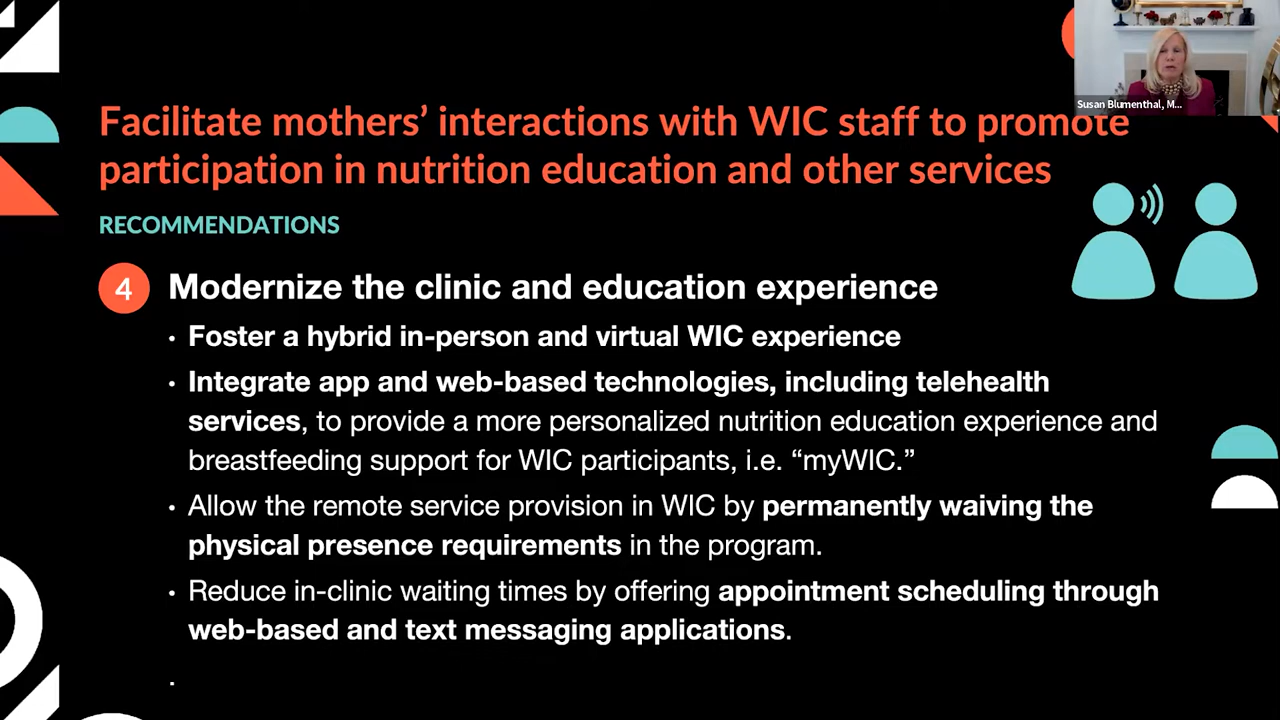 Susan Blumenthal, M...
Facilitate mothers’ interactions with WIC staff to promote
participation in nutrition education and other services
RECOMMENDATIONS
4 Modernize the clinic and education experience
• Foster a hybrid in-person and virtual WIC experience
• Integrate app and web-based technologies, including telehealth
services, to provide a more personalized nutrition education experience and
breastfeeding support for WIC participants, i.e. “myWIC.”
• Allow the remote service provision in WIC by permanently waiving the
physical presence requirements in the program.
• Reduce in-clinic waiting times by offering appointment scheduling through
web-based and text messaging applications.
.